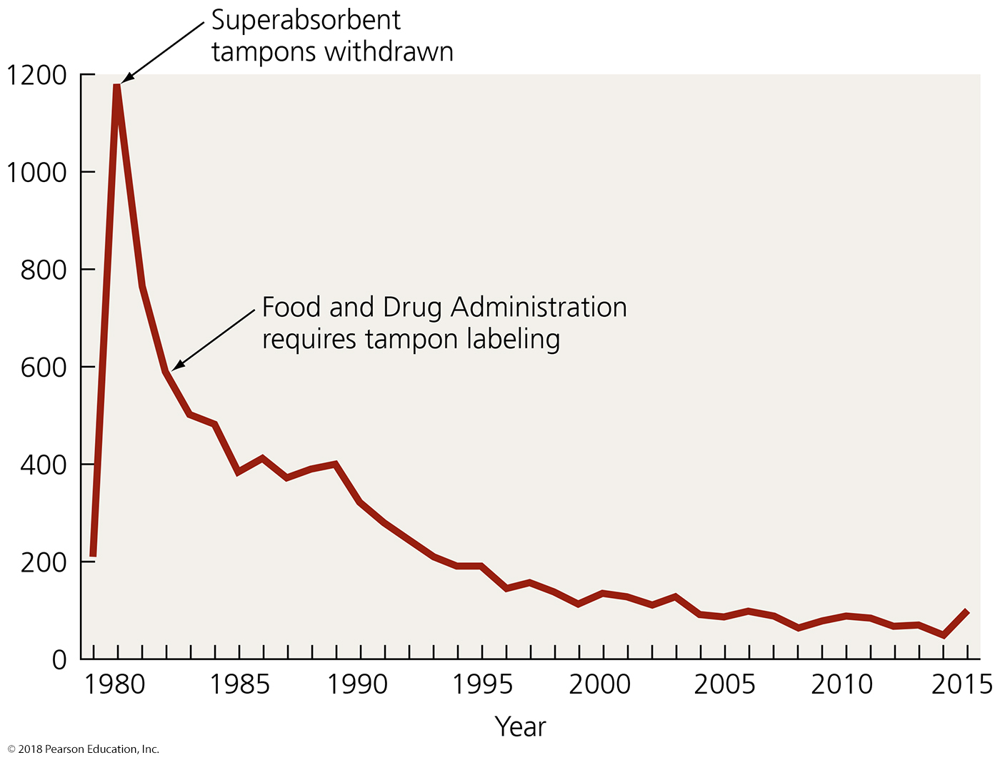 Superabsorbent
tampons withdrawn
1200
1000
800
Food and Drug Administration
requires tampon labeling
600
400
200
0
1980 1985 1990 1995 2000 2005 2010 2015
Year
© 2018 Pearson Education, Inc.